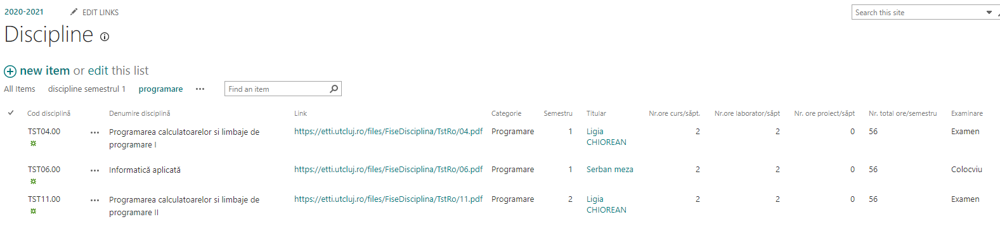 2020-2021 EDIT LINKS Search this site
Discipline
new item or edit this list
All Items discipline semestrul 1 programare ••• Find an item
Cod disciplină Denumire disciplină Link Categorie Semestru Titular Nr.ore curs/săpt. Nr.ore laborator/săpt Nr. ore proiect/săpt Nr. total ore/semestru Examinare
TST04.00 ••• Programarea calculatoarelor si limbaje de https://etti.utcluj.ro/files/FiseDisciplina/TstRo/04.pdf Programare 1 Ligia 2 2 0 56 Examen
programare I CHIOREAN
TST06.00 ••• Informatică aplicată https://etti.utcluj.ro/files/FiseDisciplina/TstRo/06.pdf Programare 1 Serban meza 2 2 0 56 Colocviu
TST11.00 ••• Programarea calculatoarelor si limbaje de https://etti.utcluj.ro/files/FiseDisciplina/TstRo/11.pdf Programare 2 Ligia 2 2 0 56 Examen
programare II CHIOREAN